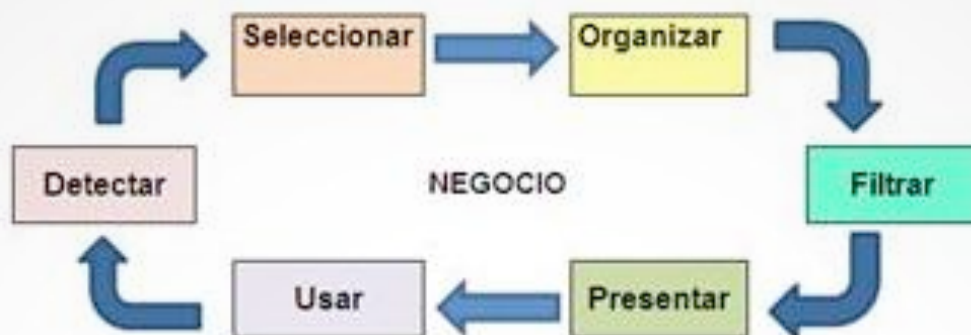 Seleccionar
Organizar
Detectar
NEGOCIO
Filtrar
Usar
Presentar